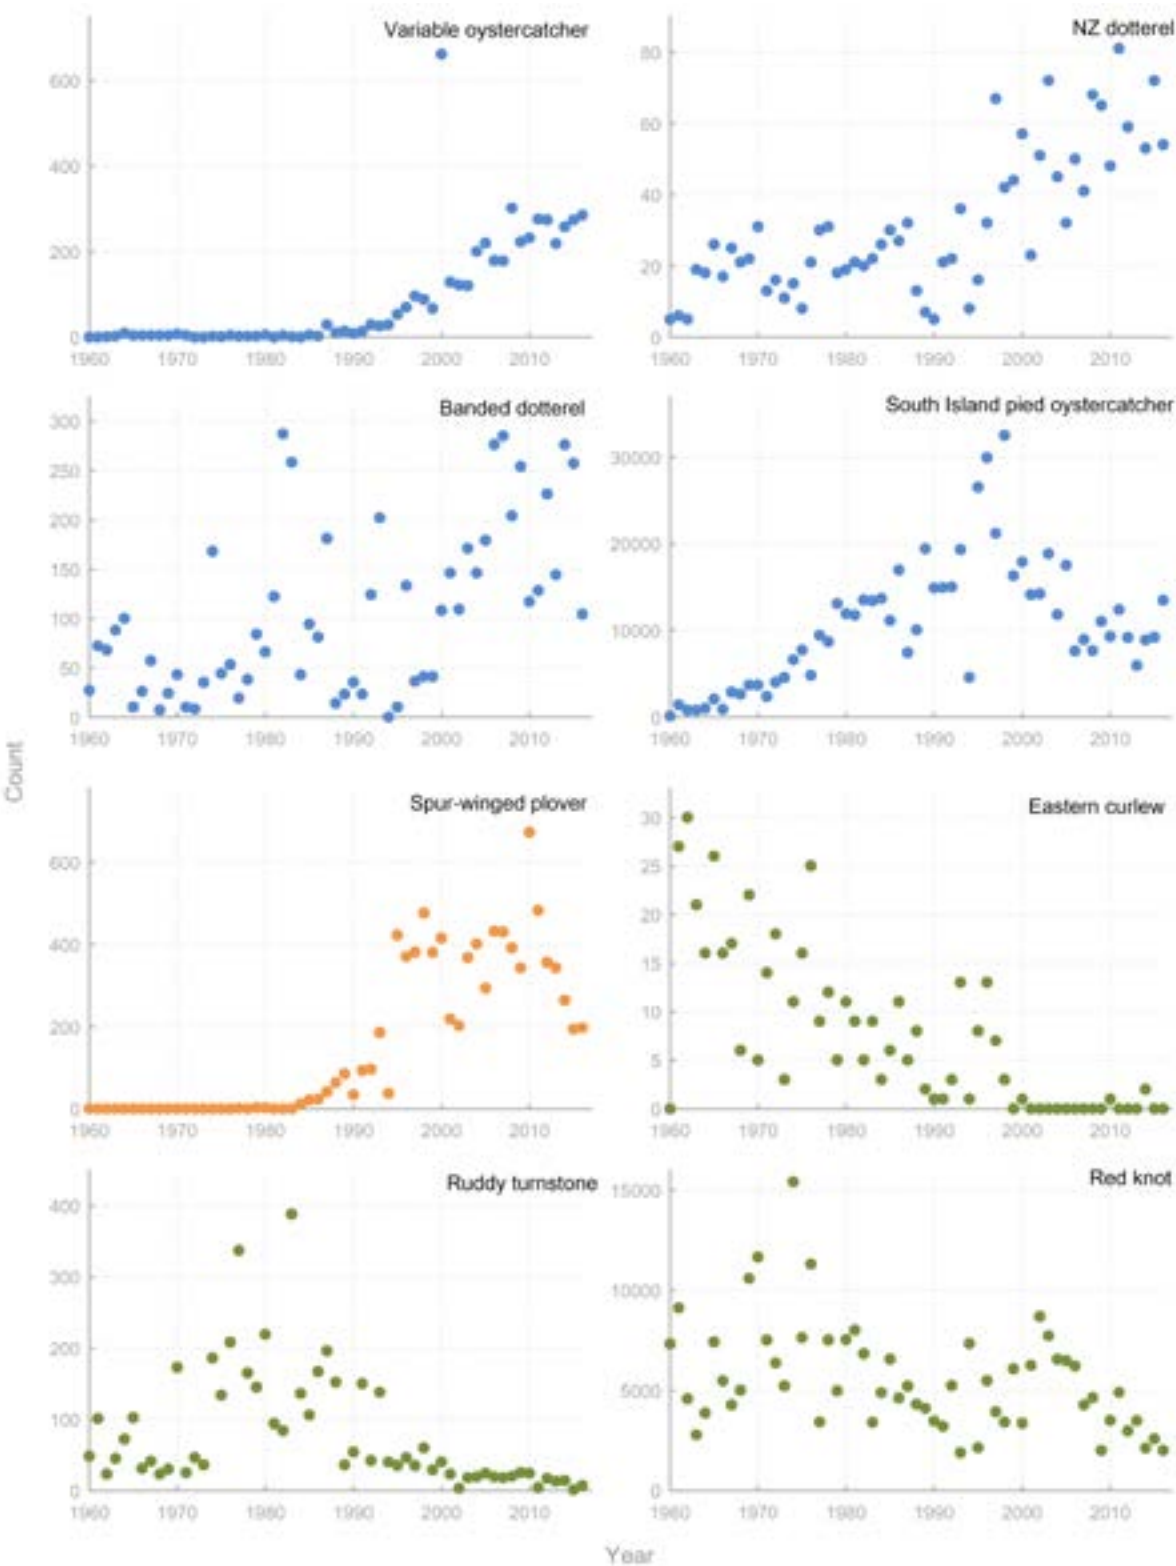 Variable oystercatcher
600
400
200
0
1960 1970 1980 1990 2000 2010
NZ dotterel
80
60
40
20
0
1960 1970 1980 1990 2000 2010
Banded dotterel
300
250
200
150
100
50
0
1960 1970 1980 1990 2000 2010
South Island pied oystercatcher
30000
20000
10000
0
1960 1970 1980 1990 2000 2010
Count
Spur-winged plover
600
400
200
0
1960 1970 1980 1990 2000 2010
Eastern curlew
30
25
20
15
10
5
0
1960 1970 1980 1990 2000 2010
Ruddy turnstone
400
300
200
100
0
1960 1970 1980 1990 2000 2010
Red knot
15000
10000
5000
0
1960 1970 1980 1990 2000 2010
Year